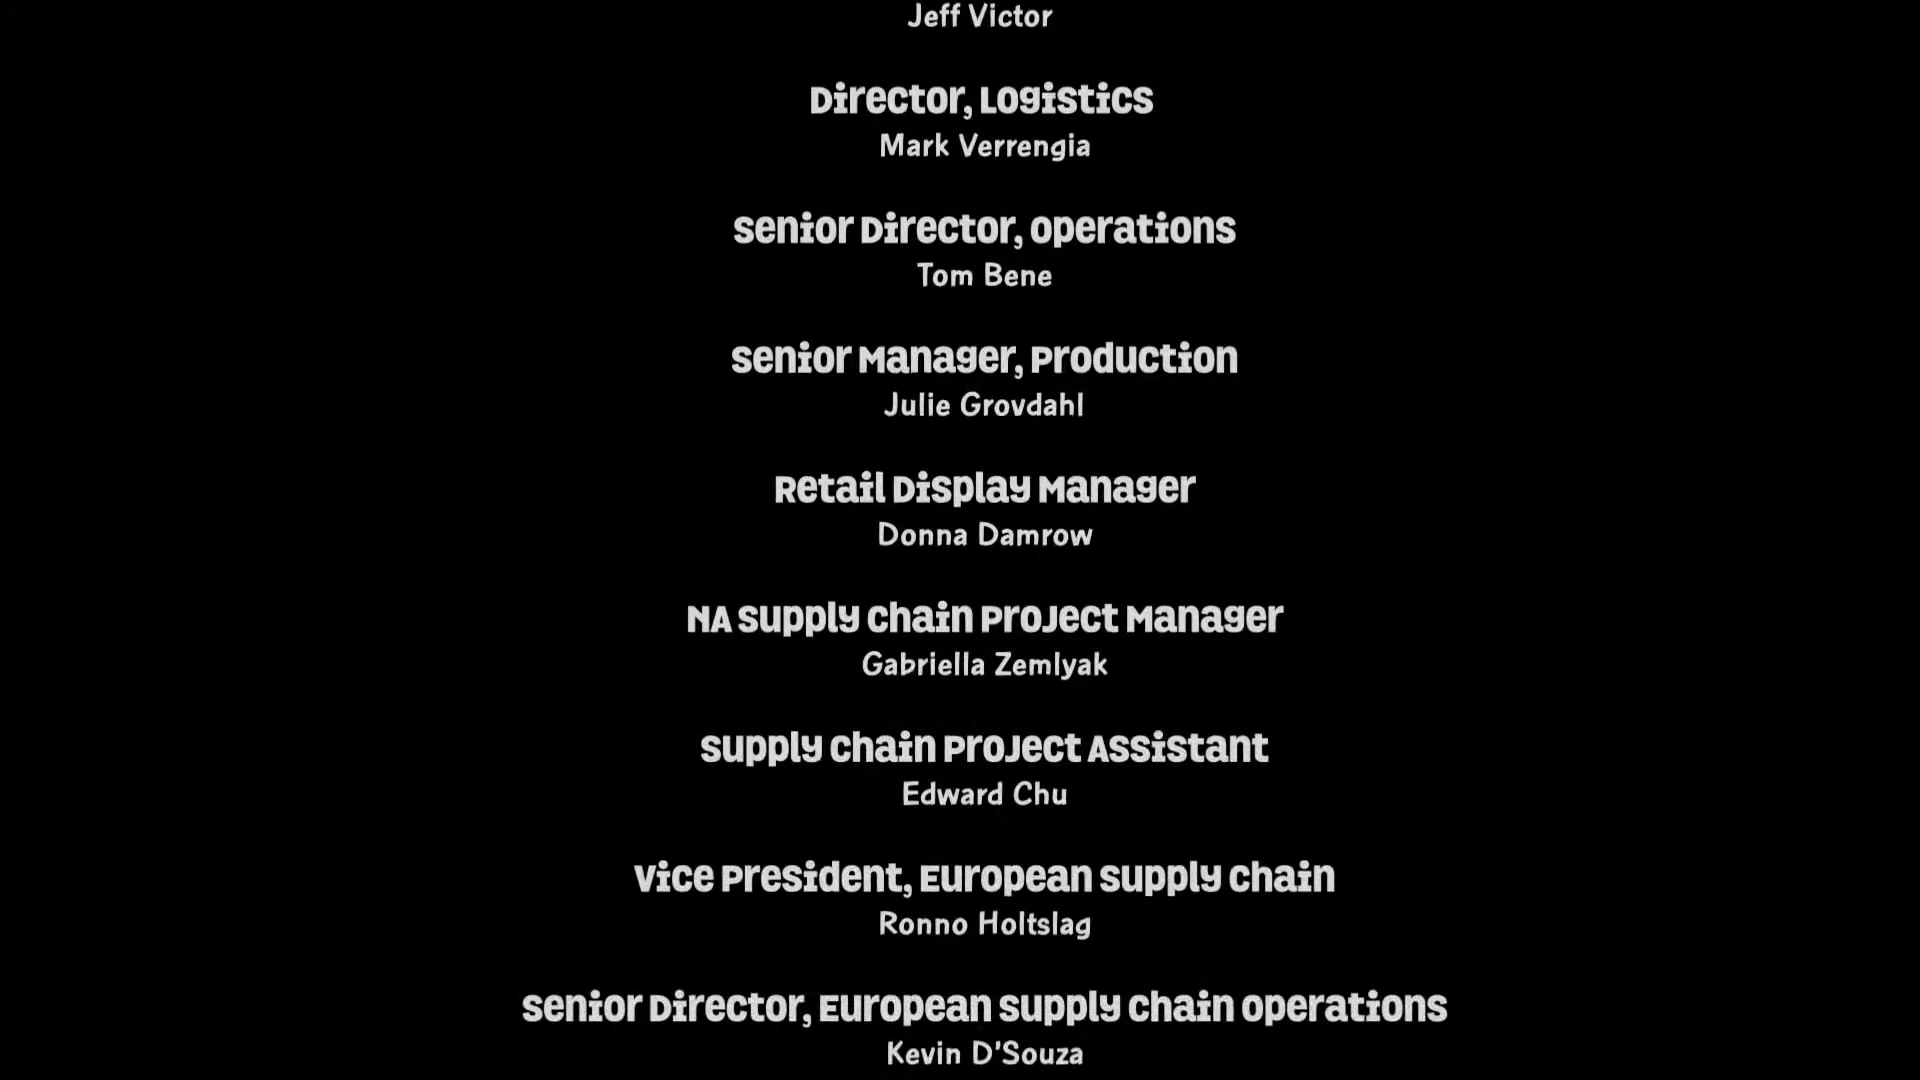 Jeff Victor
Director, Logistics
Mark Verrengia
Senior Director, Operations
Tom Bene
Senior Manager, Production
Julie Grovdahl
Retail Display Manager
Donna Damrow
NA Supply Chain Project Manager
Gabriella Zemlyak
Supply Chain Project Assistant
Edward Chu
Vice President, European Supply Chain
Ronno Holtslag
Senior Director, European Supply Chain Operations
Kevin D'Souza